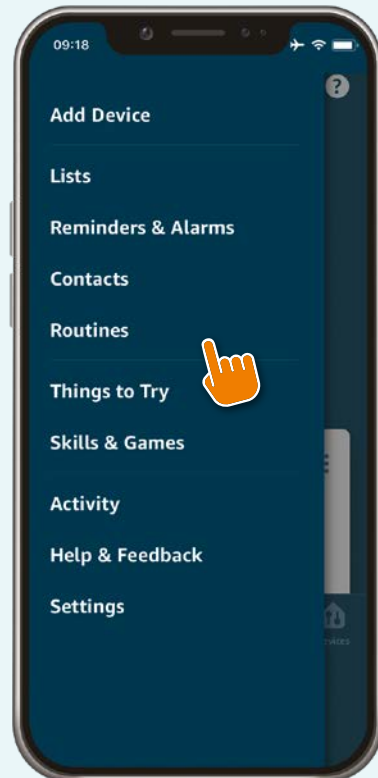 09:18
?
Add Device
Lists
Reminders & Alarms
Contacts
Routines
Things to Try
Skills & Games
Activity
Help & Feedback
Settings